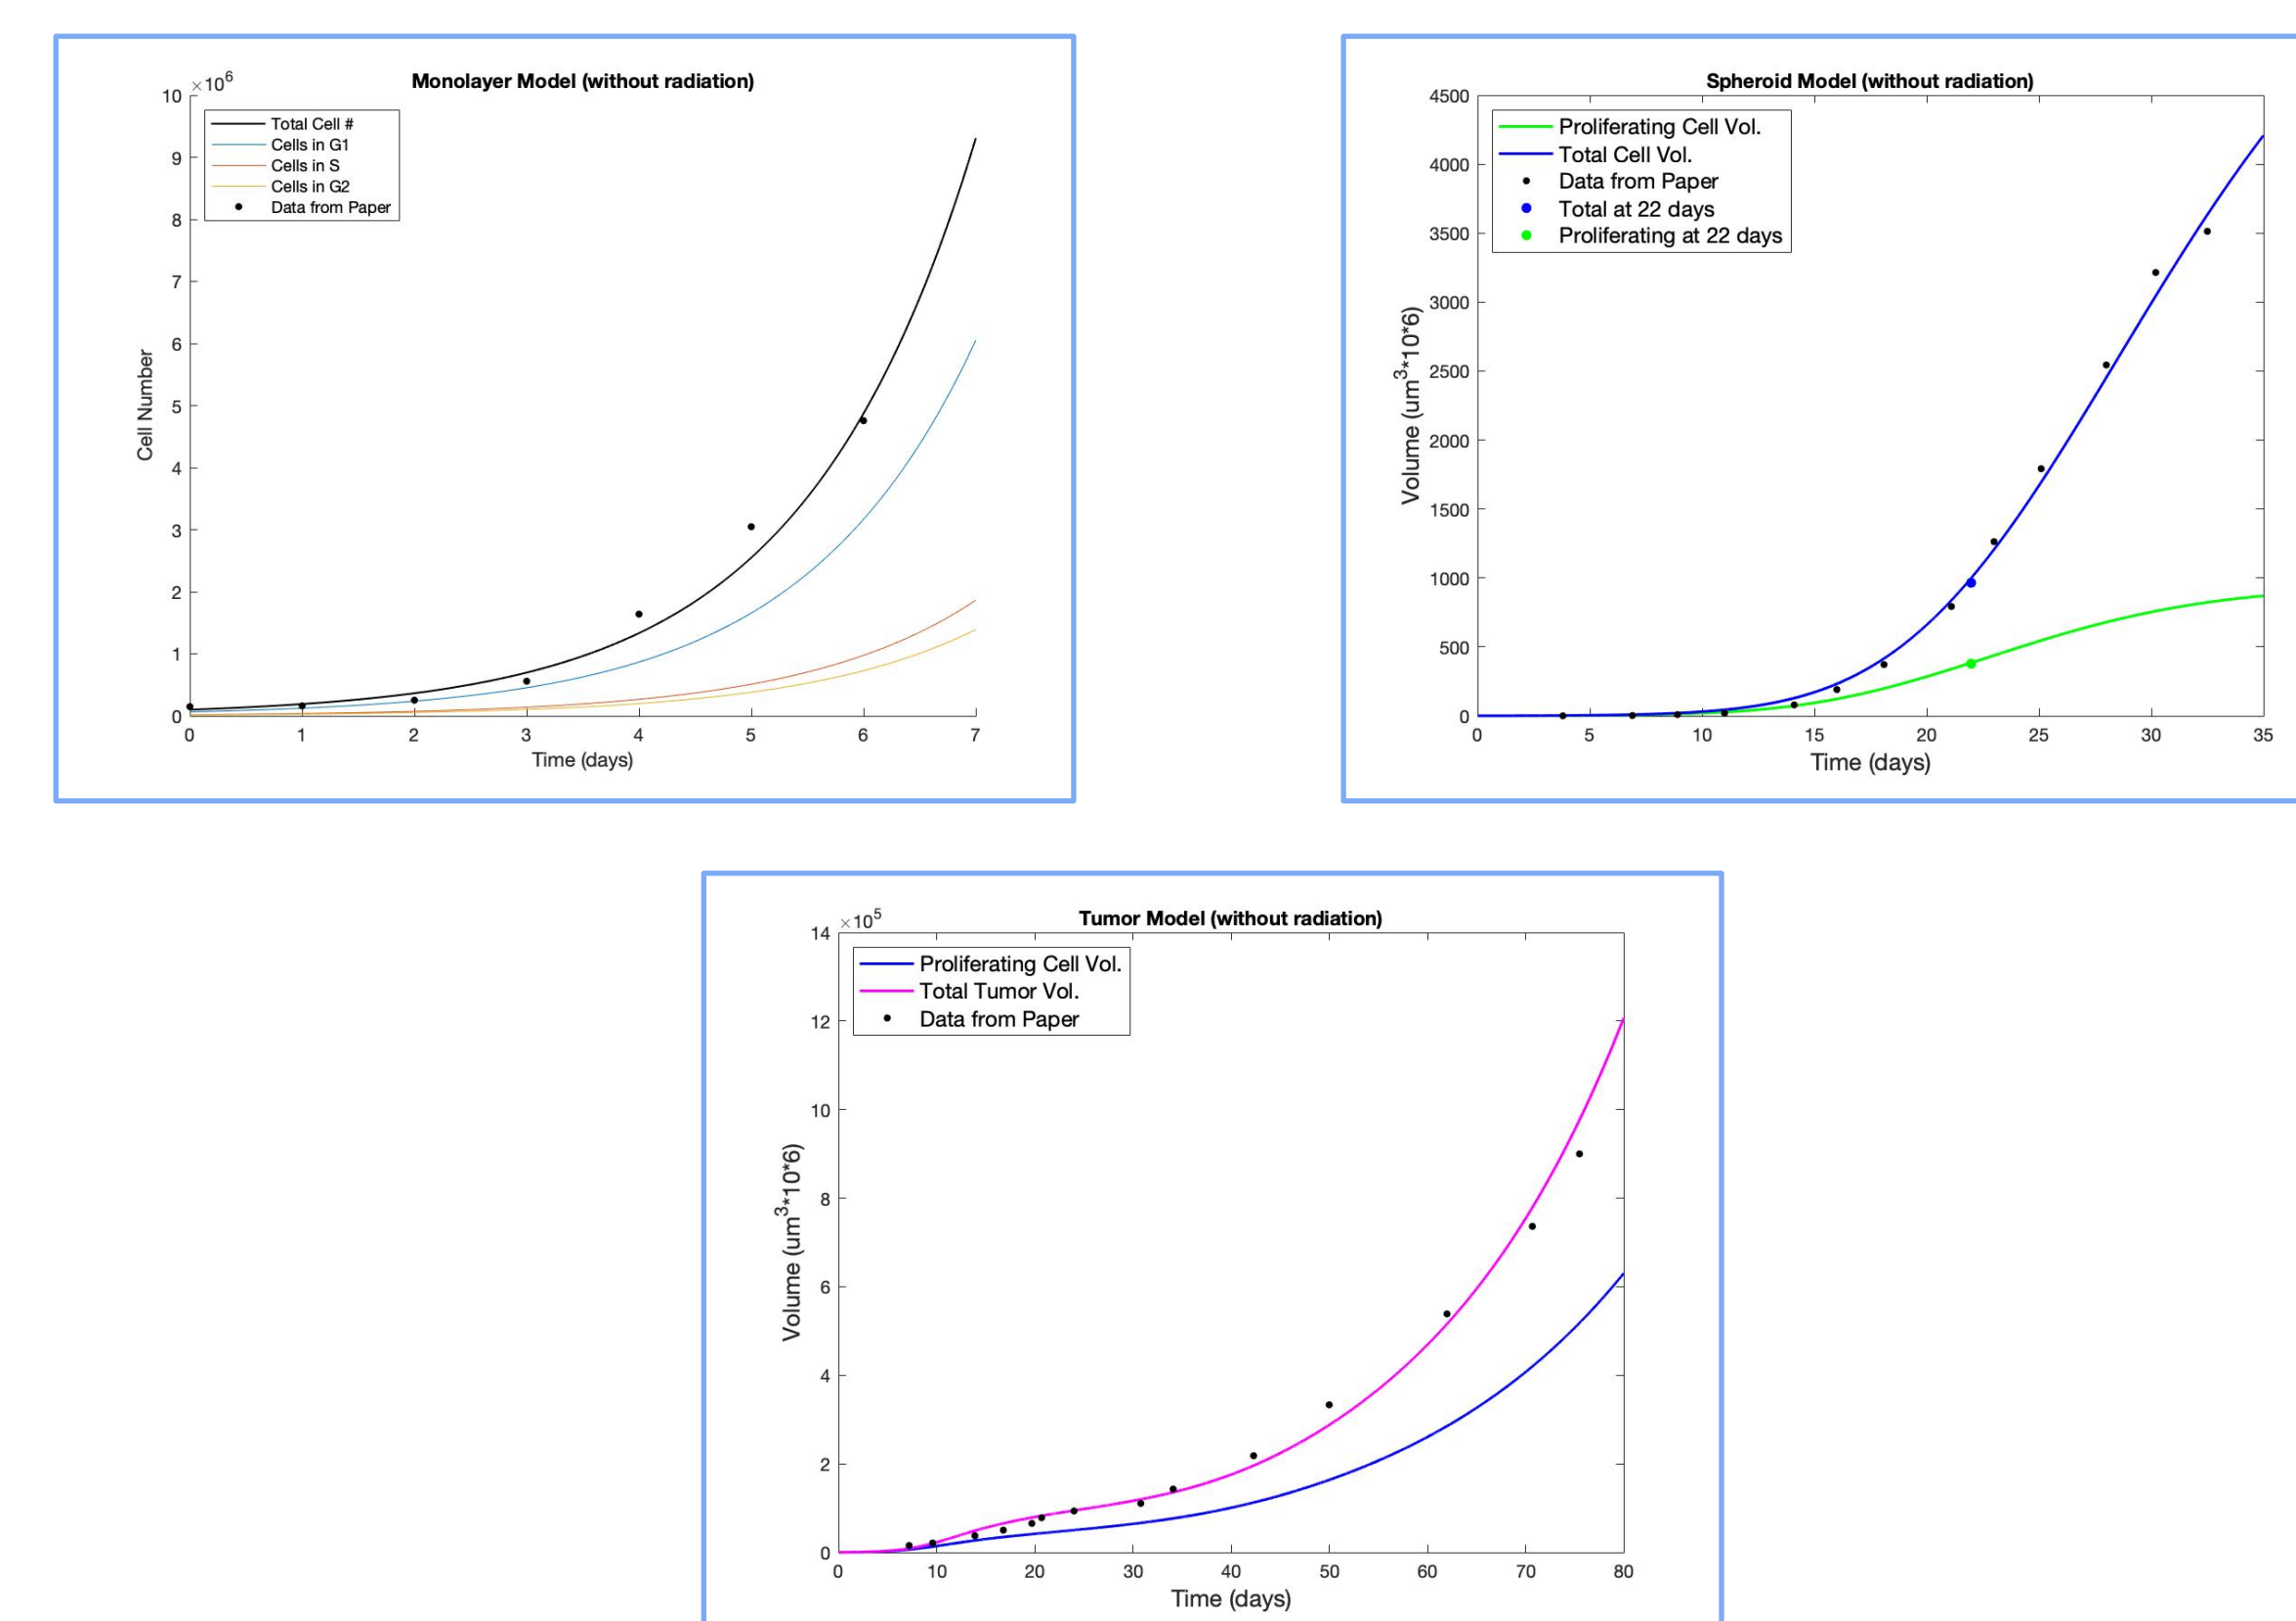 Monolayer Model (without radiation)
×10^6
10
9
8
7
6
5
4
3
2
1
0
Cell Number
Total Cell #
Cells in G1
Cells in S
Cells in G2
Data from Paper
0 1 2 3 4 5 6 7
Time (days)
Spheroid Model (without radiation)
4500
4000
3500
3000
2500
2000
1500
1000
500
0
Volume (um^3*10*6)
Proliferating Cell Vol.
Total Cell Vol.
Data from Paper
Total at 22 days
Proliferating at 22 days
0 5 10 15 20 25 30 35
Time (days)
Tumor Model (without radiation)
×10^5
14
12
10
8
6
4
2
0
Volume (um^3*10*6)
Proliferating Cell Vol.
Total Tumor Vol.
Data from Paper
0 10 20 30 40 50 60 70 80
Time (days)